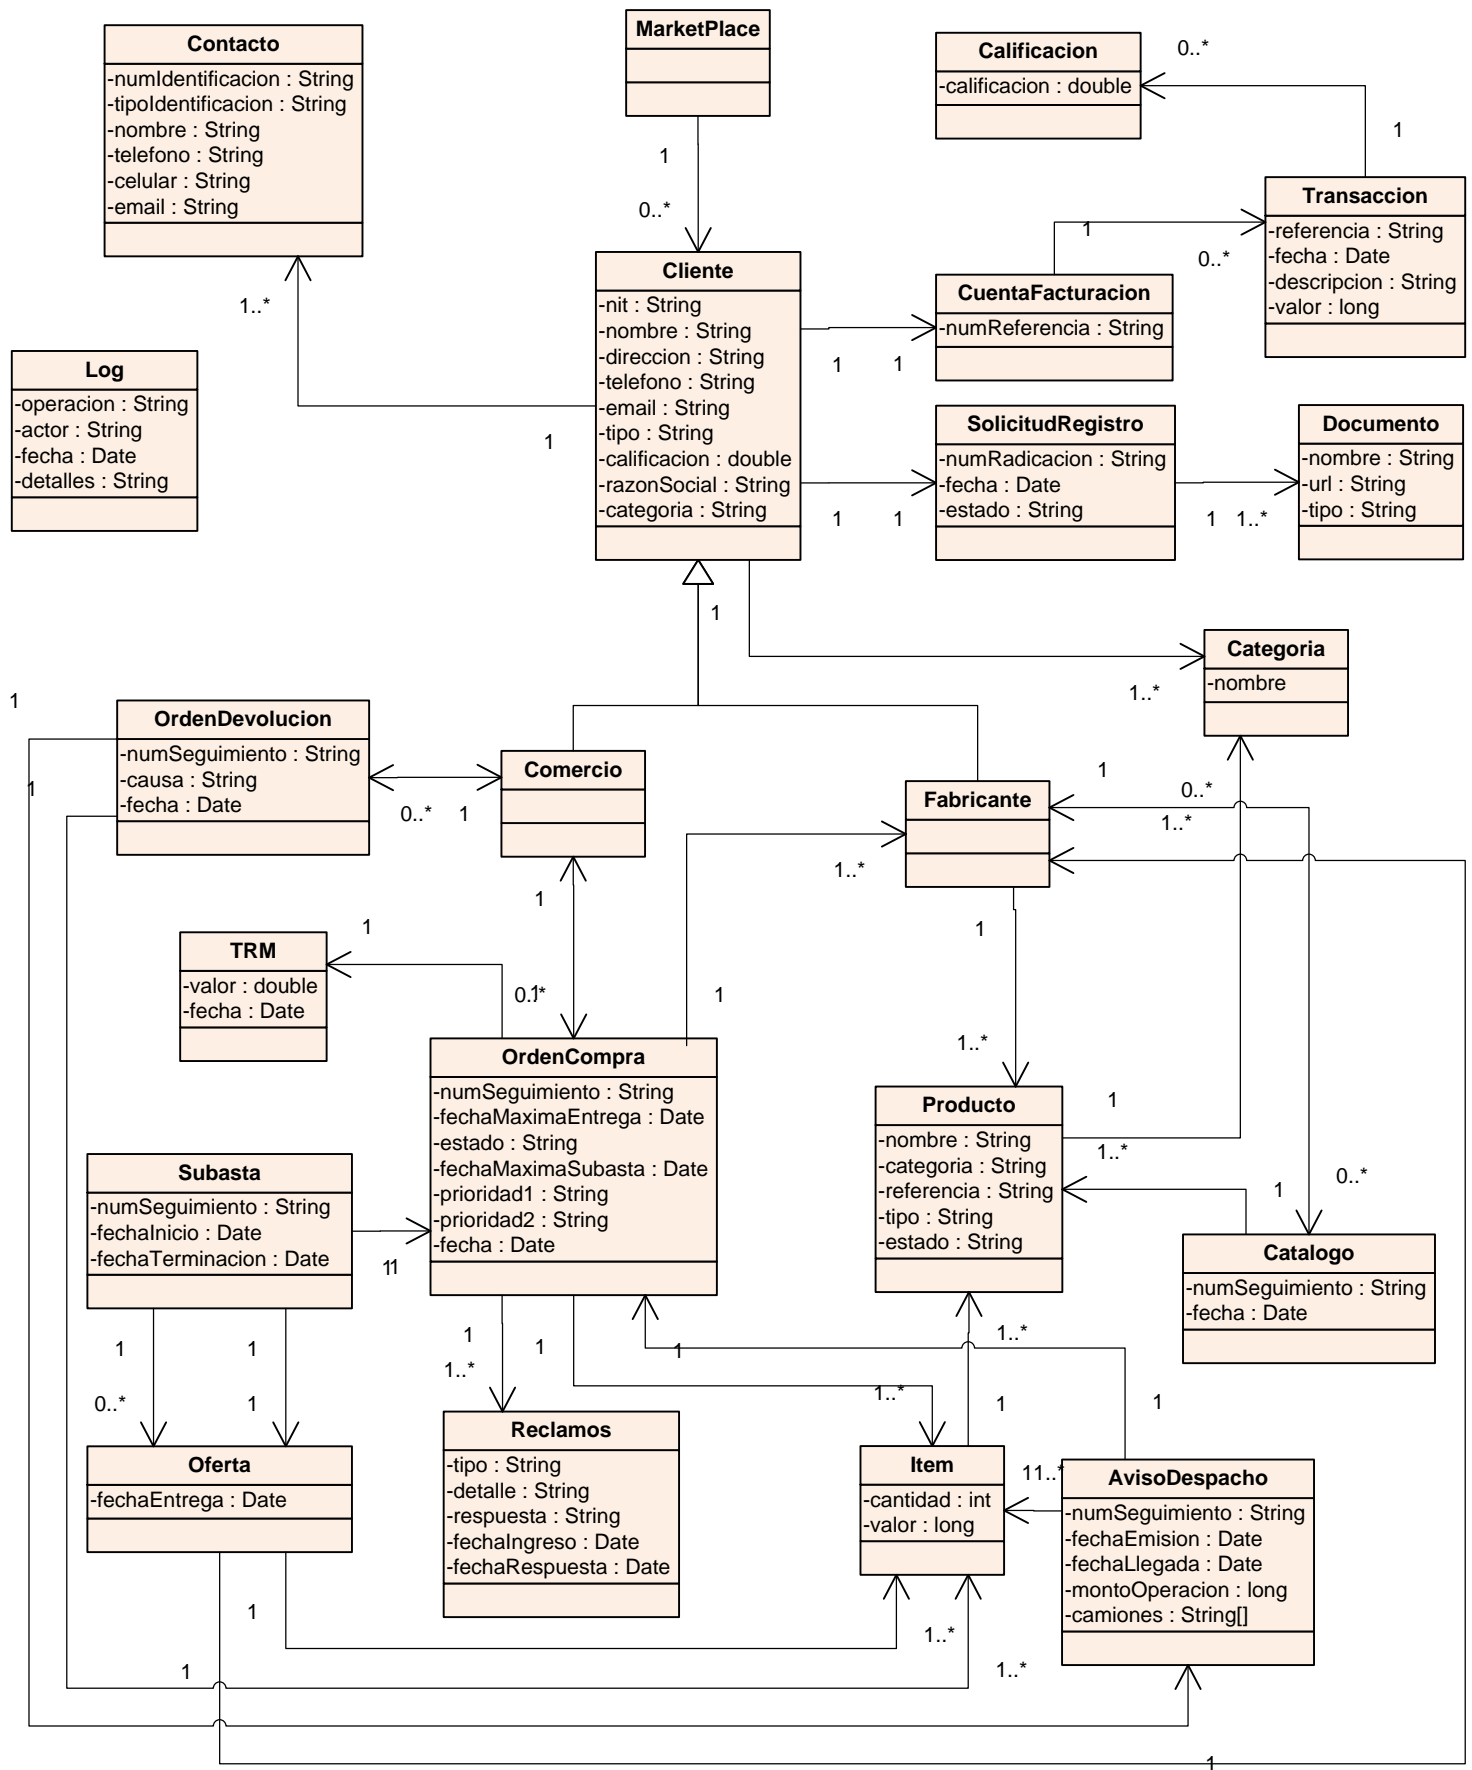 MarketPlace
Contacto
-numIdentificacion : String
-tipoIdentificacion : String
-nombre : String
-telefono : String
-celular : String
-email : String
Calificacion
-calificacion : double
0..*
1
1
0..*
Transaccion
-referencia : String
-fecha : Date
-descripcion : String
-valor : long
1
0..*
Cliente
-nit : String
-nombre : String
-direccion : String
-telefono : String
-email : String
-tipo : String
-calificacion : double
-razonSocial : String
-categoria : String
CuentaFacturacion
-numReferencia : String
1..*
1
1
1
Log
-operacion : String
-actor : String
-fecha : Date
-detalles : String
SolicitudRegistro
-numRadicacion : String
-fecha : Date
-estado : String
Documento
-nombre : String
-url : String
-tipo : String
1
1
1
1..*
1
Categoria
-nombre
1..*
1
OrdenDevolucion
-numSeguimiento : String
-causa : String
-fecha : Date
1
0..*
1
Comercio
Fabricante
1
0..*
1..*
1..*
1
1
1
TRM
-valor : double
-fecha : Date
0..*
1
1
1..*
OrdenCompra
-numSeguimiento : String
-fechaMaximaEntrega : Date
-estado : String
-fechaMaximaSubasta : Date
-prioridad1 : String
-prioridad2 : String
-fecha : Date
Producto
-nombre : String
-categoria : String
-referencia : String
-tipo : String
-estado : String
1
1..*
1
0..*
Subasta
-numSeguimiento : String
-fechaInicio : Date
-fechaTerminacion : Date
11
Catalogo
-numSeguimiento : String
-fecha : Date
1
1
1
1
1
1..*
0..*
1
1..*
1..*
1
1
Reclamos
-tipo : String
-detalle : String
-respuesta : String
-fechaIngreso : Date
-fechaRespuesta : Date
Oferta
-fechaEntrega : Date
Item
-cantidad : int
-valor : long
11..*
AvisoDespacho
-numSeguimiento : String
-fechaEmision : Date
-fechaLlegada : Date
-montoOperacion : long
-camiones : String[]
1
1..*
1
1..*
1